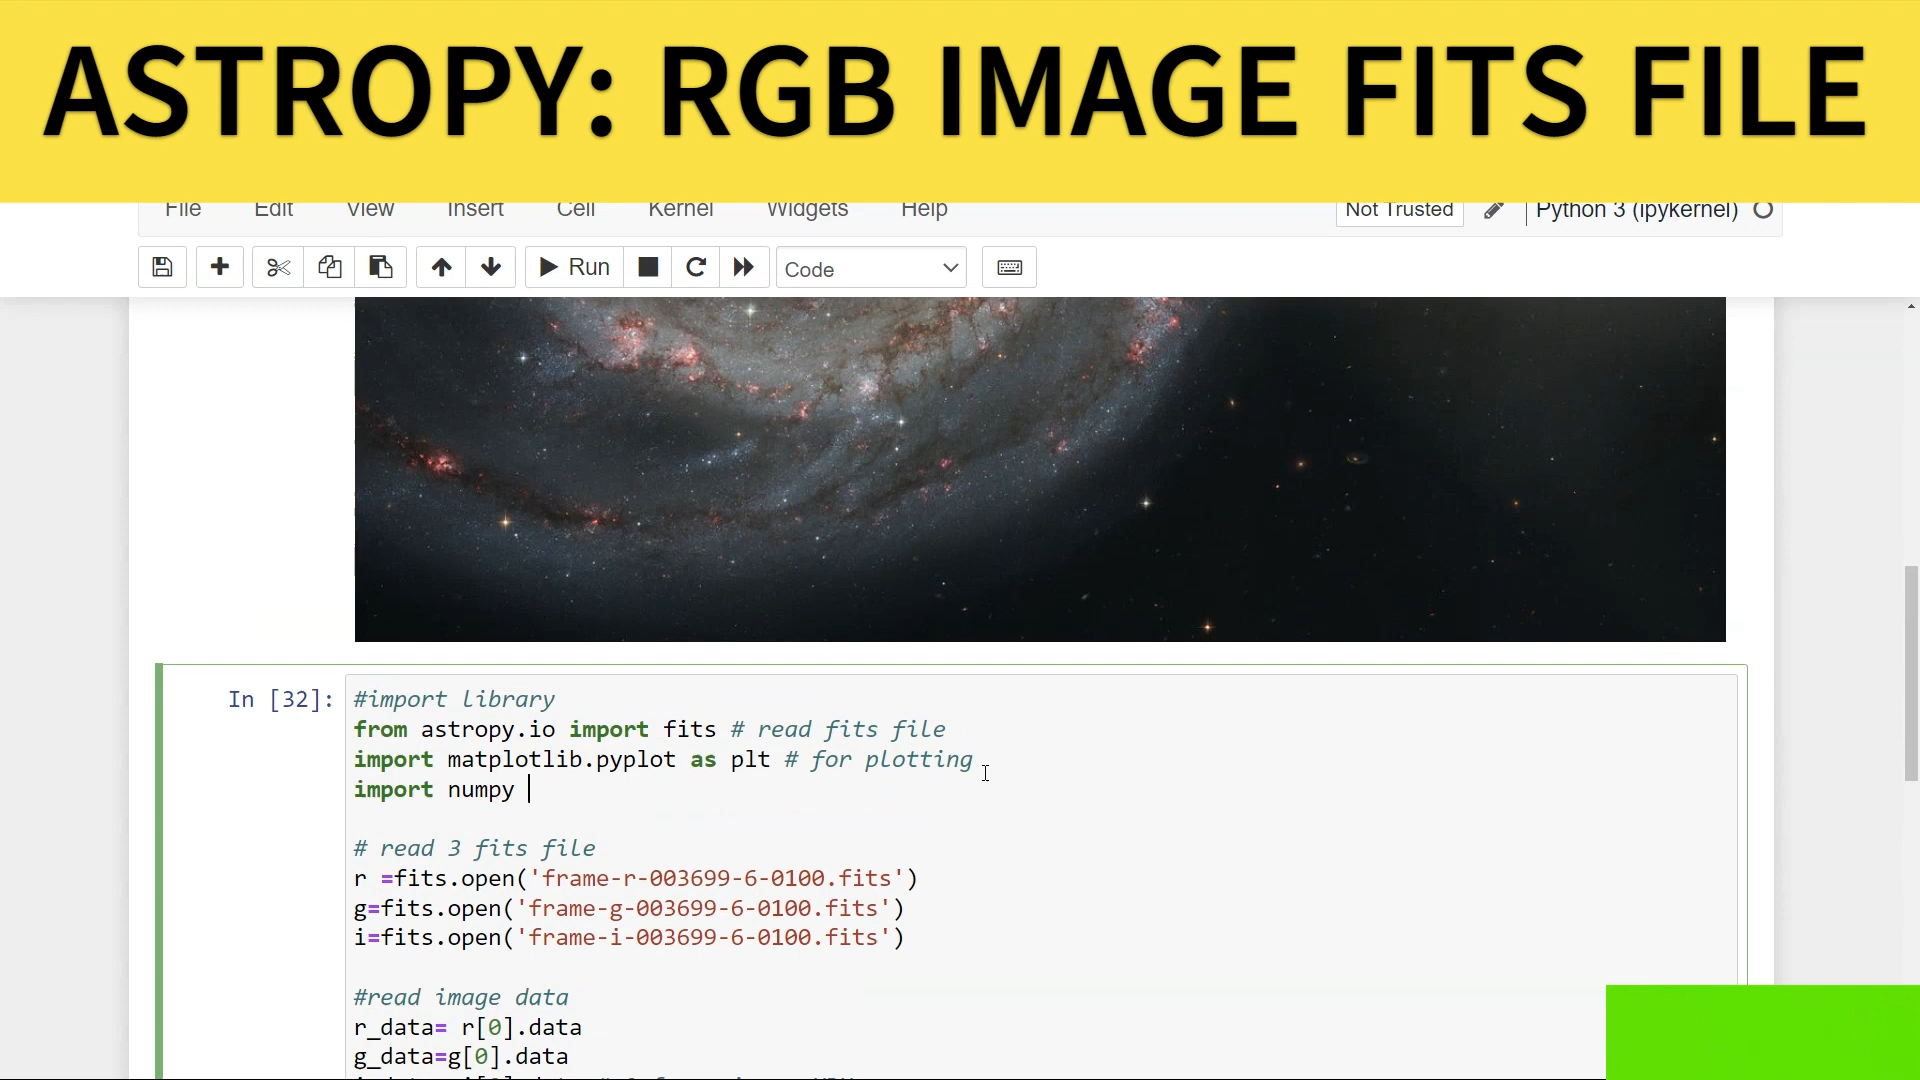 ASTROPY: RGB IMAGE FITS FILE
File Edit View Insert Cell Kernel Widgets Help Not Trusted Python 3 (ipykernel)
Run Code
In [32]: #import library
from astropy.io import fits # read fits file
import matplotlib.pyplot as plt # for plotting
import numpy
# read 3 fits file
r =fits.open('frame-r-003699-6-0100.fits')
g=fits.open('frame-g-003699-6-0100.fits')
i=fits.open('frame-i-003699-6-0100.fits')
#read image data
r_data= r[0].data
g_data=g[0].data